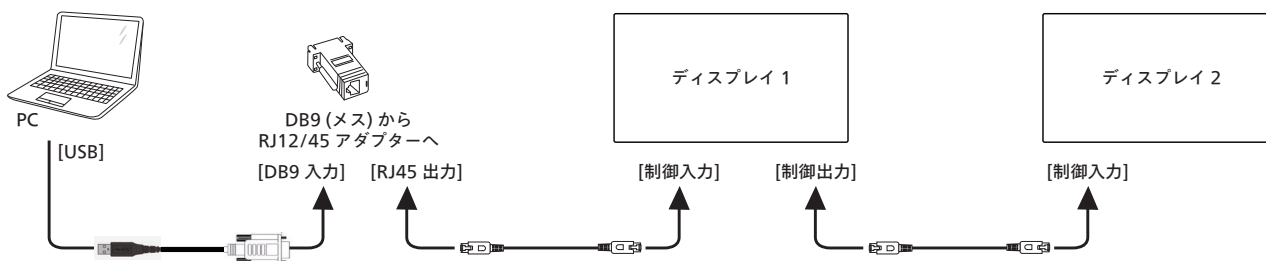 PC
[USB]
DB9 (メス) から
RJ12/45 アダプターへ
[DB9 入力]
[RJ45 出力]
ディスプレイ 1
[制御入力]
[制御出力]
ディスプレイ 2
[制御入力]